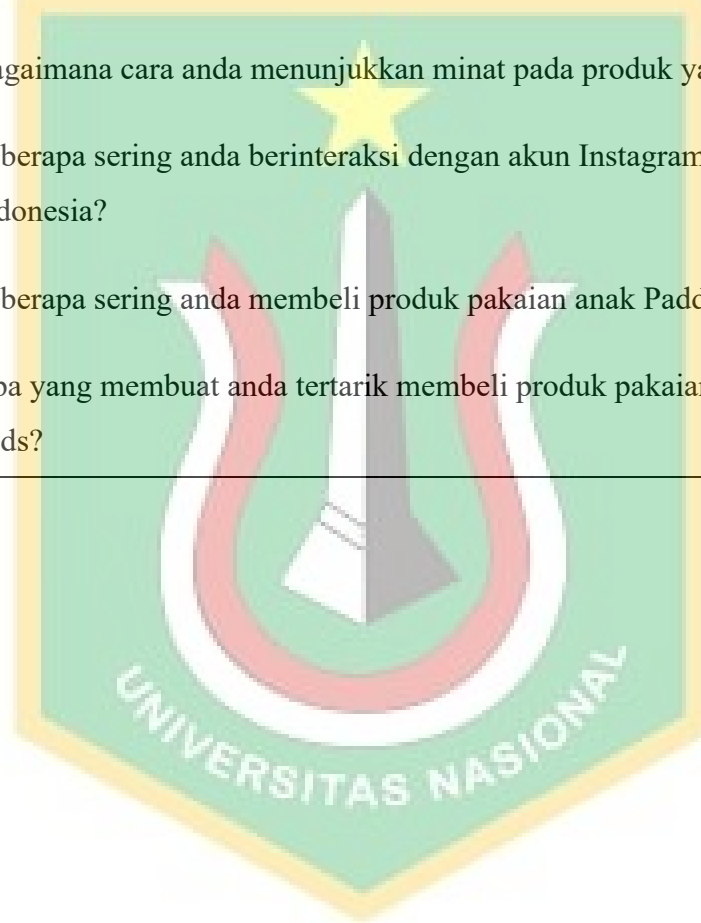 agaimana cara anda menunjukkan minat pada produk ya
berapa sering anda berinteraksi dengan akun Instagram
donesia?
berapa sering anda membeli produk pakaian anak Padd
pa yang membuat anda tertarik membeli produk pakaian
ds?
UNIVERSITAS NASIONAL